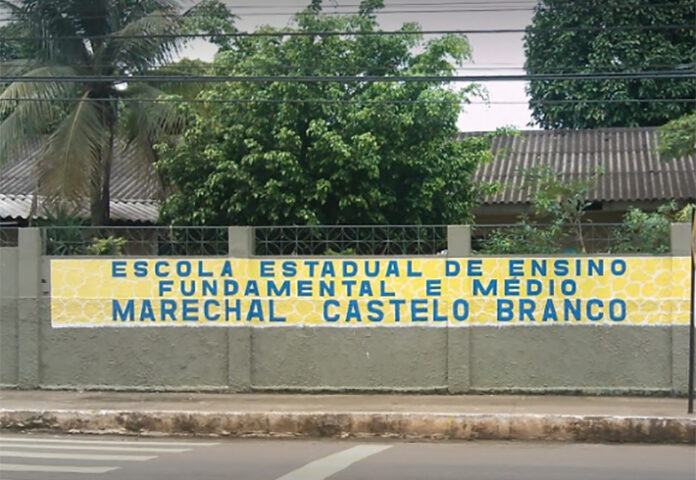 ESCOLA ESTADUAL DE ENSINO
FUNDAMENTAL E MÉDIO
MARECHAL CASTELO BRANCO